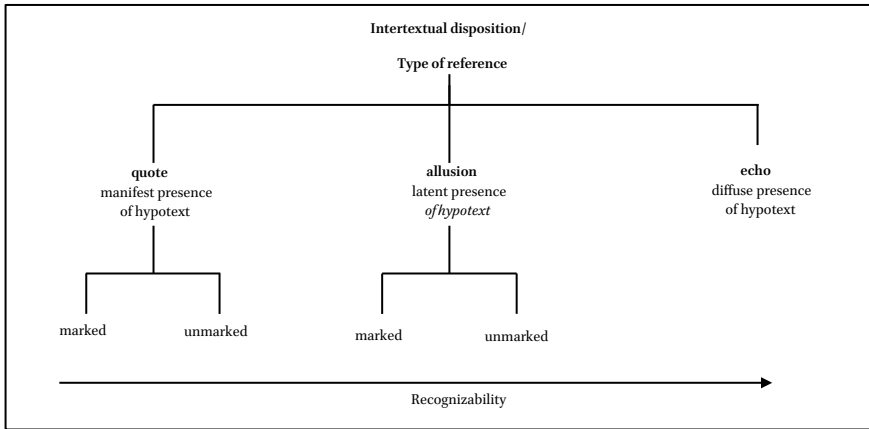 Intertextual disposition/
Type of reference
quote
manifest presence
of hypotext
allusion
latent presence
of hypotext
echo
diffuse presence
of hypotext
marked
unmarked
marked
unmarked
Recognizability